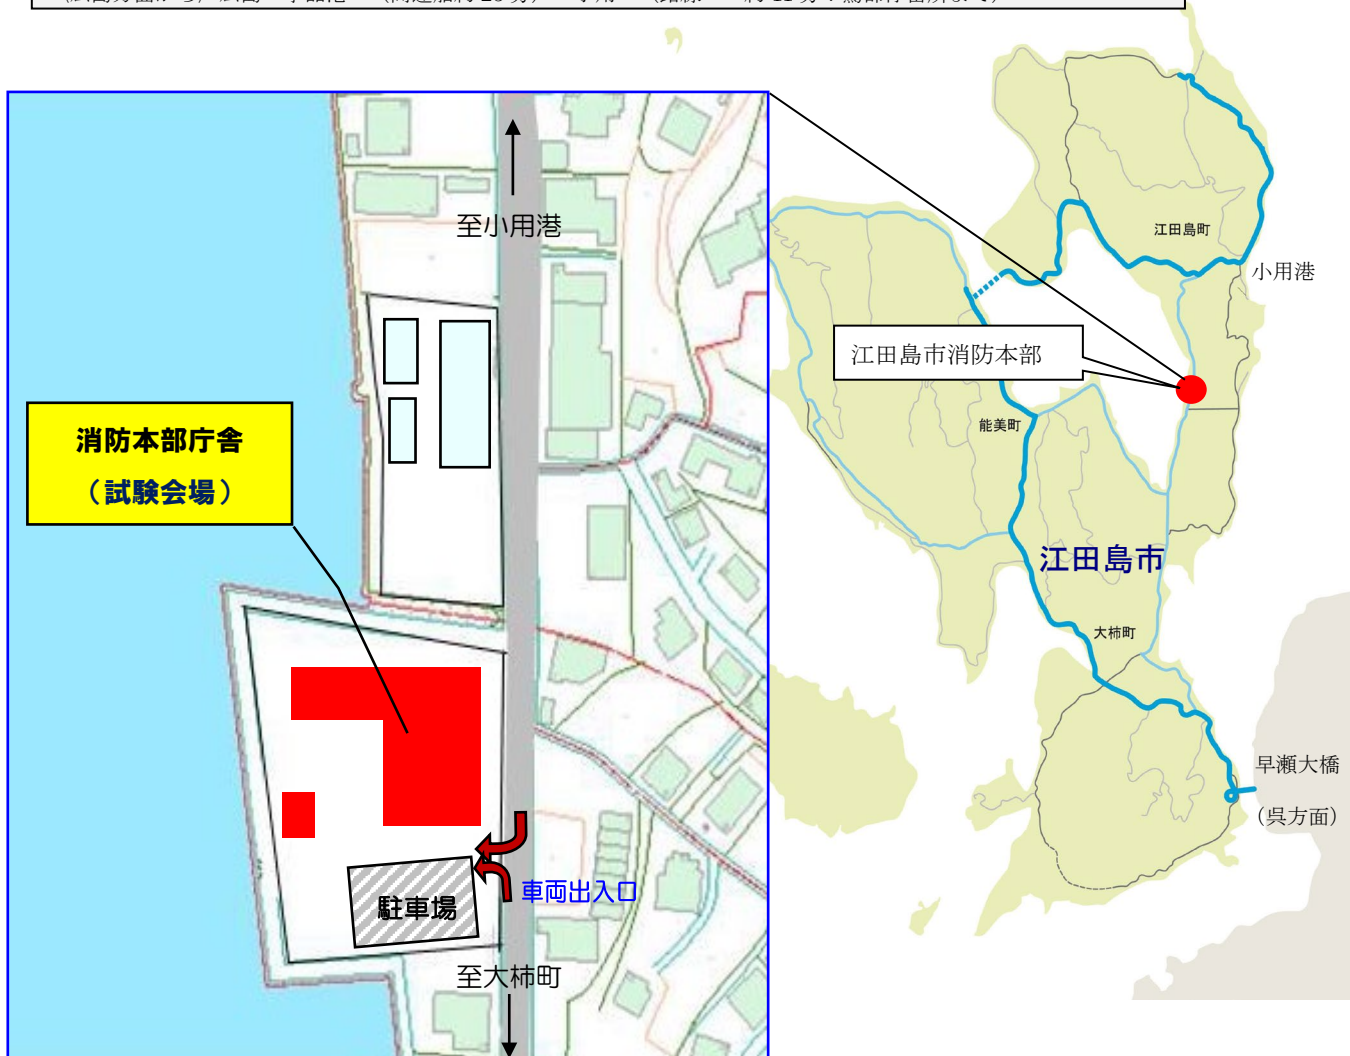 至小用港
消防本部庁舎
（試験会場）
駐車場
車両出入口
至大柿町
江田島町
小用港
江田島市消防本部
能美町
江田島市
大柿町
早瀬大橋
（呉方面）